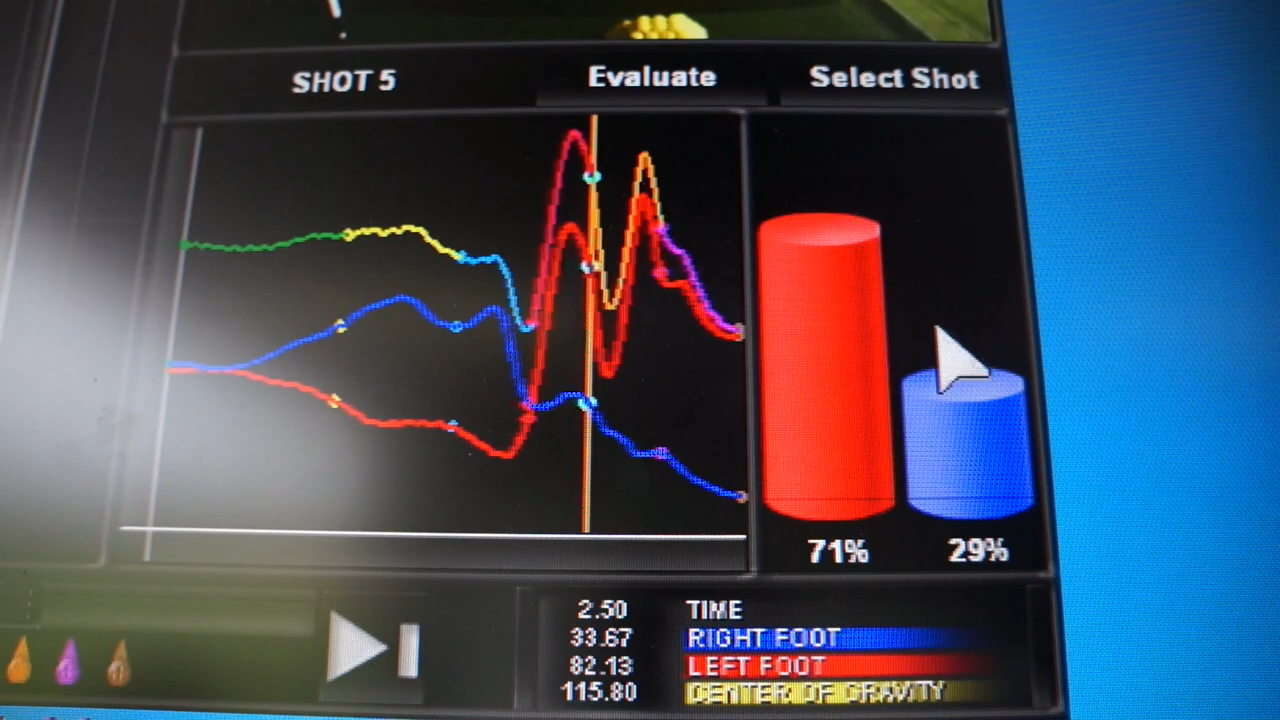 SHOT 5 Evaluate Select Shot
71% 29%
2.50 TIME
33.67 RIGHT FOOT
82.13 LEFT FOOT
115.80 CENTER OF GRAVITY